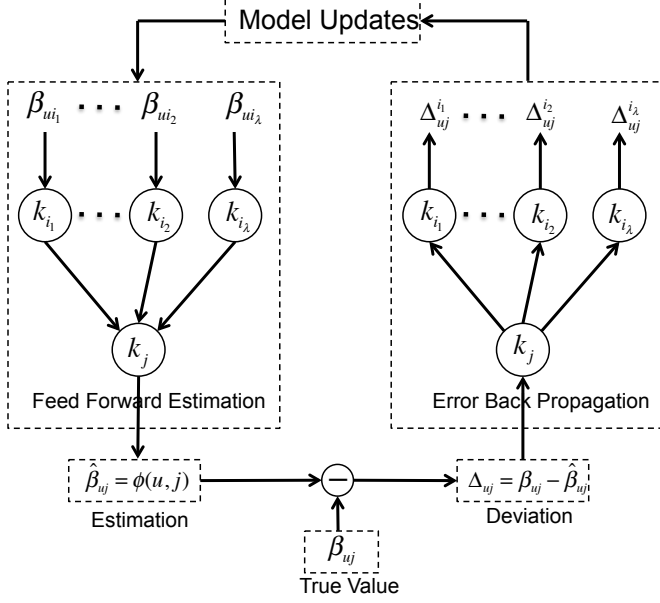 Model Updates
β_{ui_1} ▪ ▪ ▪ β_{ui_2} β_{ui_λ}
k_{i_1} ▪ ▪ ▪ k_{i_2} k_{i_λ}
k_j
Feed Forward Estimation
Δ_{uj}^{i_1} ▪ ▪ ▪ Δ_{uj}^{i_2} Δ_{uj}^{i_λ}
k_{i_1} ▪ ▪ ▪ k_{i_2} k_{i_λ}
k_j
Error Back Propagation
β̂_{uj} = ϕ(u, j)
Estimation
−
Δ_{uj} = β_{uj} − β̂_{uj}
Deviation
β_{uj}
True Value